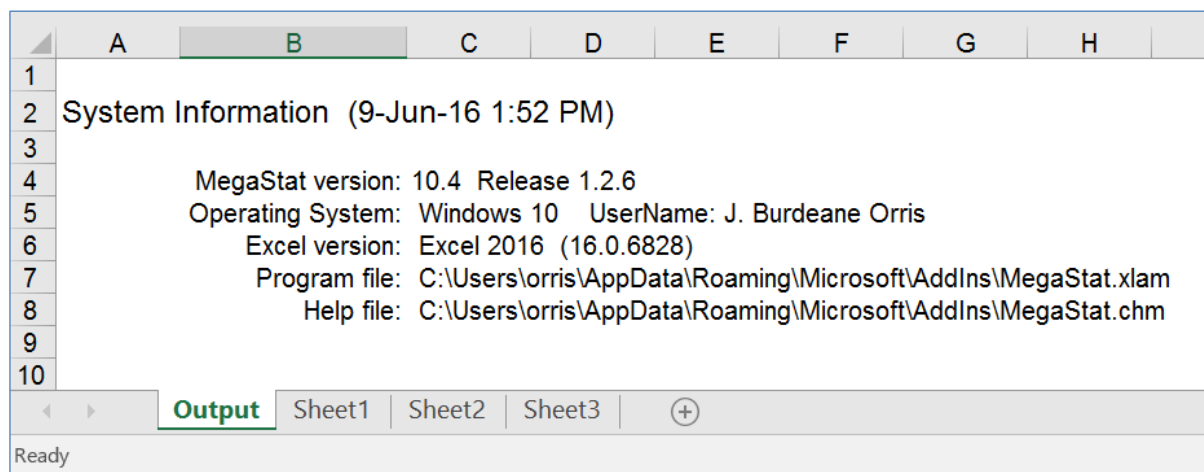 A B C D E F G H
1
2 System Information (9-Jun-16 1:52 PM)
3
4 MegaStat version: 10.4 Release 1.2.6
5 Operating System: Windows 10 UserName: J. Burdeane Orris
6 Excel version: Excel 2016 (16.0.6828)
7 Program file: C:\Users\orris\AppData\Roaming\Microsoft\AddIns\MegaStat.xlam
8 Help file: C:\Users\orris\AppData\Roaming\Microsoft\AddIns\MegaStat.chm
9
10
Output Sheet1 Sheet2 Sheet3
Ready